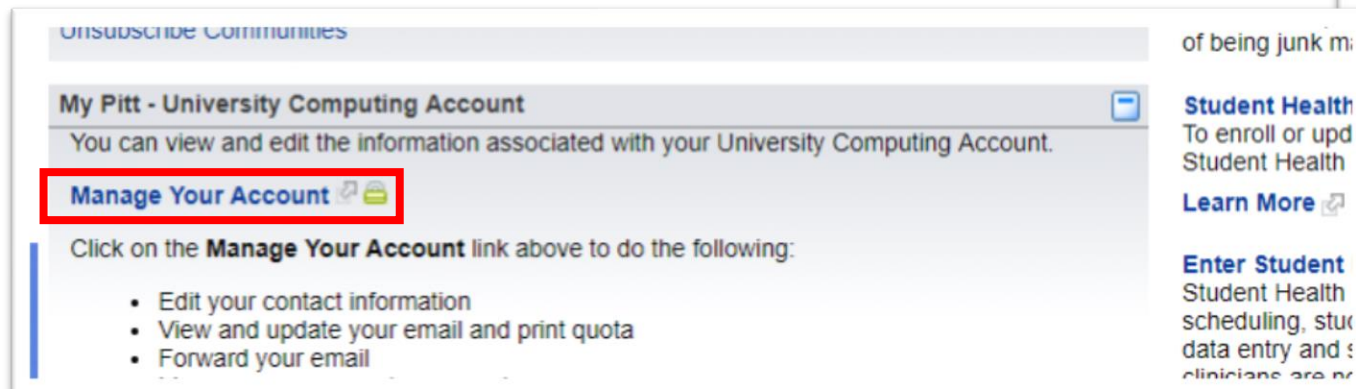 Unsubscribe Communities
My Pitt - University Computing Account
You can view and edit the information associated with your University Computing Account.
Manage Your Account
Click on the Manage Your Account link above to do the following:
• Edit your contact information
• View and update your email and print quota
• Forward your email
of being junk
Student Health
To enroll or upd
Student Health
Learn More
Enter Student
Student Health
scheduling, stu
data entry and s
clinicians are